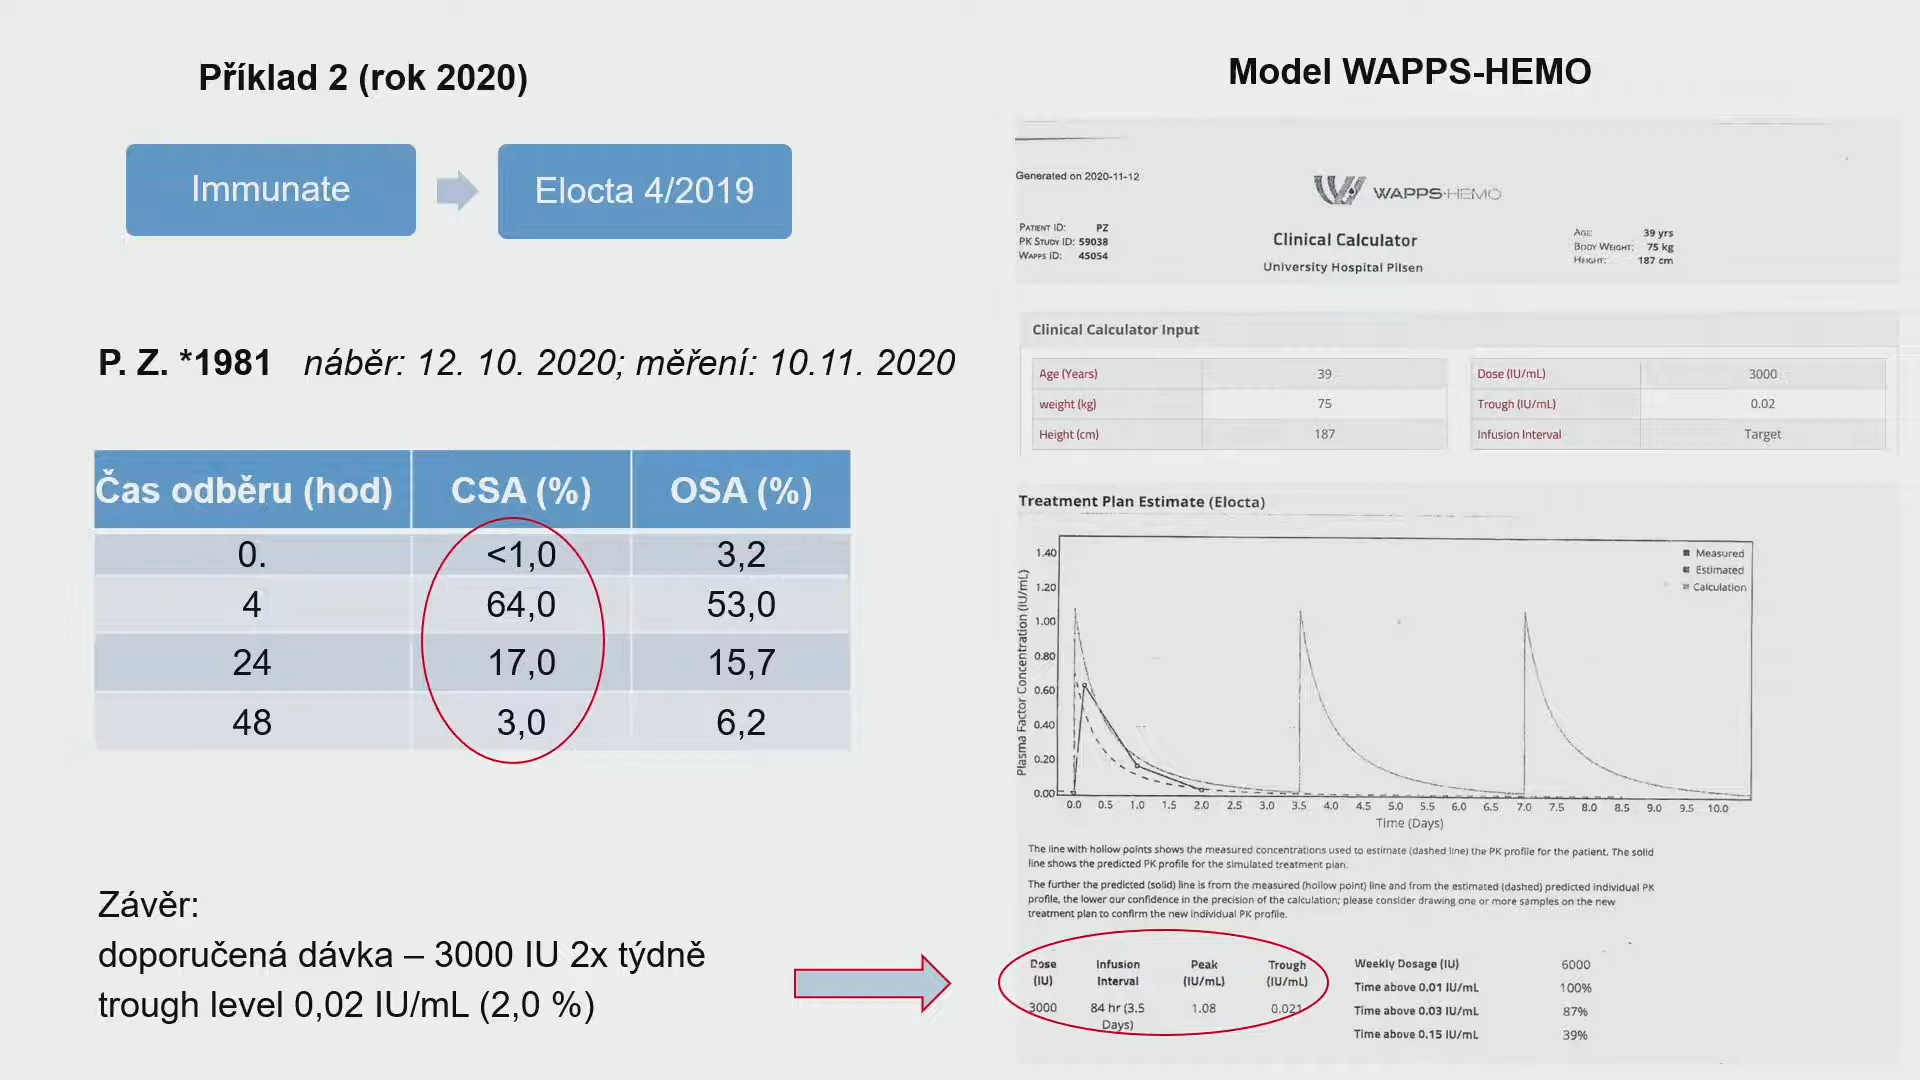 Příklad 2 (rok 2020)
Immunate
Elocta 4/2019
P. Z. *1981 náběr: 12. 10. 2020; měření: 10.11. 2020
Čas odběru (hod) CSA (%) OSA (%)
0. <1,0 3,2
4 64,0 53,0
24 17,0 15,7
48 3,0 6,2
Závěr:
doporučená dávka – 3000 IU 2x týdně
trough level 0,02 IU/mL (2,0 %)
Model WAPPS-HEMO
Generated on 2020-11-12
WAPPS-HEMO
PATIENT ID: PZ
PK STUDY ID: 59038
WAPPS ID: 45054
Clinical Calculator
University Hospital Pilsen
AGE: 39 yrs
BODY WEIGHT: 75 kg
HEIGHT: 187 cm
Clinical Calculator Input
Age (Years) 39
weight (kg) 75
Height (cm) 187
Dose (IU/mL) 3000
Trough (IU/mL) 0.02
Infusion Interval Target
Treatment Plan Estimate (Elocta)
Plasma Factor Concentration (IU/mL)
1.40
1.20
1.00
0.80
0.60
0.40
0.20
0.00
Measured
Estimated
Calculation
0.0 0.5 1.0 1.5 2.0 2.5 3.0 3.5 4.0 4.5 5.0 5.5 6.0 6.5 7.0 7.5 8.0 8.5 9.0 9.5 10.0
Time (Days)
The line with hollow points shows the measured concentrations used to estimate (dashed line) the PK profile for the patient. The solid
line shows the predicted PK profile for the simulated treatment plan.
The further the predicted (solid) line is from the measured (hollow point) line and from the estimated (dashed) predicted individual PK
profile, the lower our confidence in the precision of the calculation; please consider drawing one or more samples on the new
treatment plan to confirm the new individual PK profile.
Dose (IU) Infusion Interval Peak (IU/mL) Trough (IU/mL)
3000 84 hr (3.5 Days) 1.08 0.021
Weekly Dosage (IU) 6000
Time above 0.01 IU/mL 100%
Time above 0.03 IU/mL 87%
Time above 0.15 IU/mL 39%